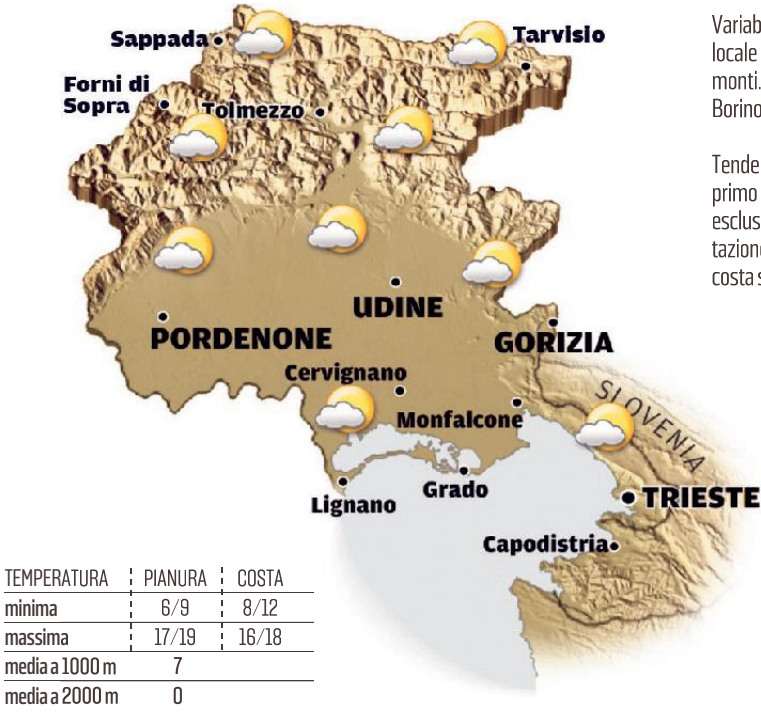 Sappada
Tarvisio
Forni di
Sopra
Tolmezzo
UDINE
PORDENONE
GORIZIA
Cervignano
SLOVENIA
Monfalcone
Grado
Lignano
TRIESTE
Capodistria
TEMPERATURA PIANURA COSTA
minima 6/9 8/12
massima 17/19 16/18
media a 1000 m 7
media a 2000 m 0
Variab
locale
monti.
Borino
Tende
primo
esclus
tazione
costa s